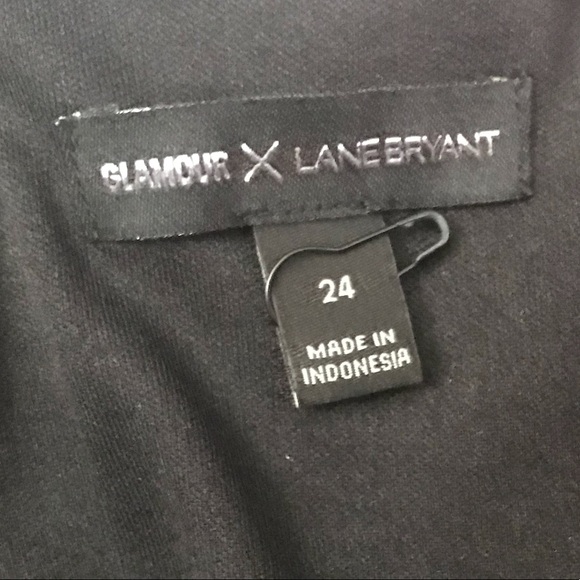 GLAMOUR X LANE BRYANT
24
MADE IN
INDONESIA